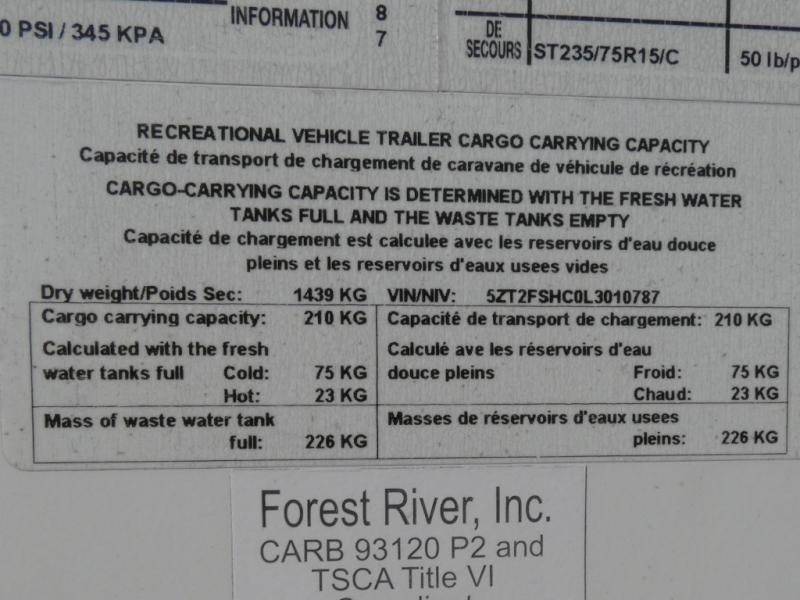 0 PSI / 345 KPA
INFORMATION
8
7
DE
SECOURS
ST235/75R15/C
50 lb/p
RECREATIONAL VEHICLE TRAILER CARGO CARRYING CAPACITY
Capacité de transport de chargement de caravane de véhicule de récréation
CARGO-CARRYING CAPACITY IS DETERMINED WITH THE FRESH WATER
TANKS FULL AND THE WASTE TANKS EMPTY
Capacité de chargement est calculee avec les reservoirs d'eau douce
pleins et les reservoirs d'eaux usees vides
Dry weight/Poids Sec: 1439 KG VIN/NIV: 5ZT2FSHC0L3010787
Cargo carrying capacity: 210 KG Capacité de transport de chargement: 210 KG
Calculated with the fresh Calculé ave les réservoirs d'eau
water tanks full Cold: 75 KG douce pleins Froid: 75 KG
Hot: 23 KG Chaud: 23 KG
Mass of waste water tank Masses de réservoirs d'eaux usees
full: 226 KG pleins: 226 KG
Forest River, Inc.
CARB 93120 P2 and
TSCA Title VI